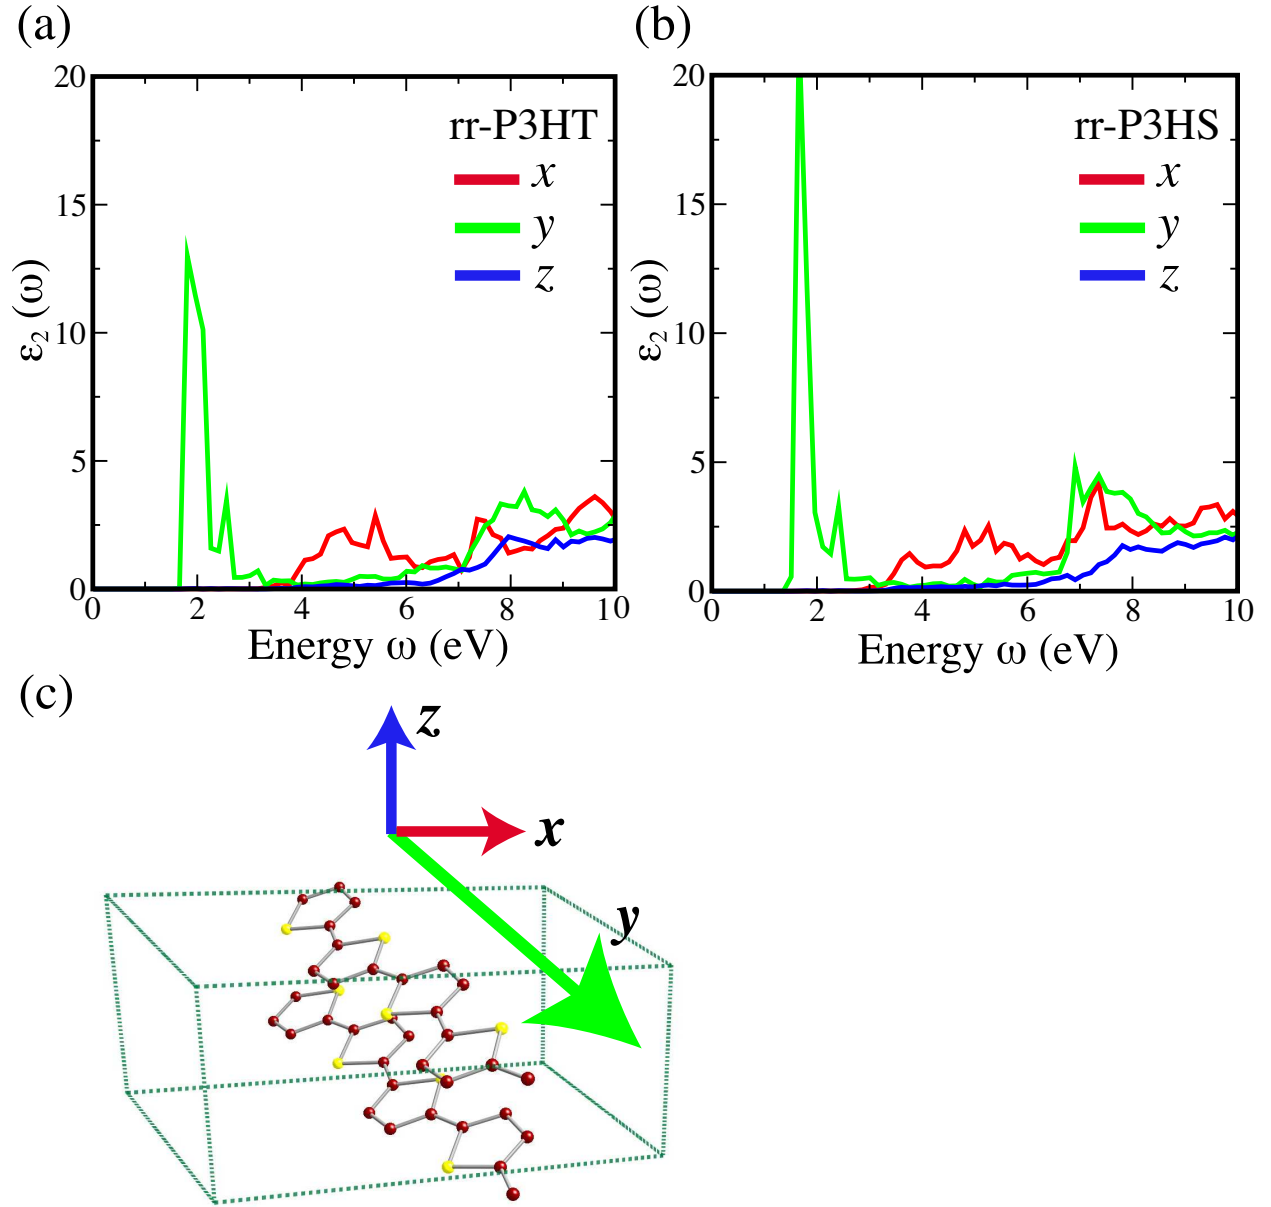 (a)
20
15
10
5
0
ε₂ (ω)
rr-P3HT
x
y
z
0 2 4 6 8 10
Energy ω (eV)
(b)
20
15
10
5
0
ε₂ (ω)
rr-P3HS
x
y
z
0 2 4 6 8 10
Energy ω (eV)
(c)
z
x
y